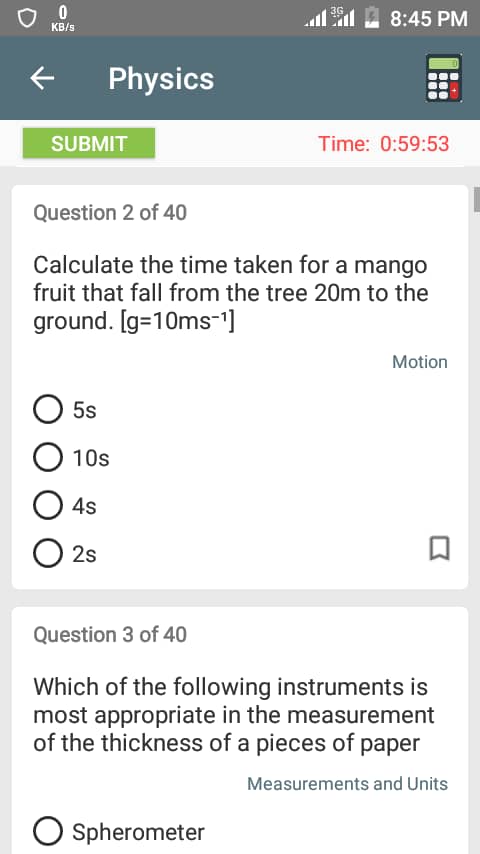 0
KB/s
3G
8:45 PM
Physics
0
SUBMIT
Time: 0:59:53
Question 2 of 40
Calculate the time taken for a mango
fruit that fall from the tree 20m to the
ground. [g=10ms⁻¹]
Motion
5s
10s
4s
2s
Question 3 of 40
Which of the following instruments is
most appropriate in the measurement
of the thickness of a pieces of paper
Measurements and Units
Spherometer